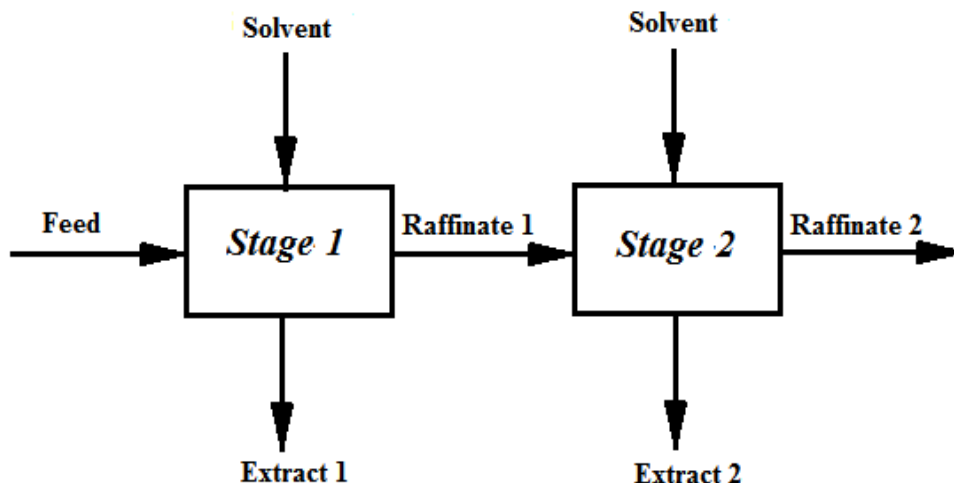 Solvent
Solvent
Feed
Stage 1
Raffinate 1
Stage 2
Raffinate 2
Extract 1
Extract 2